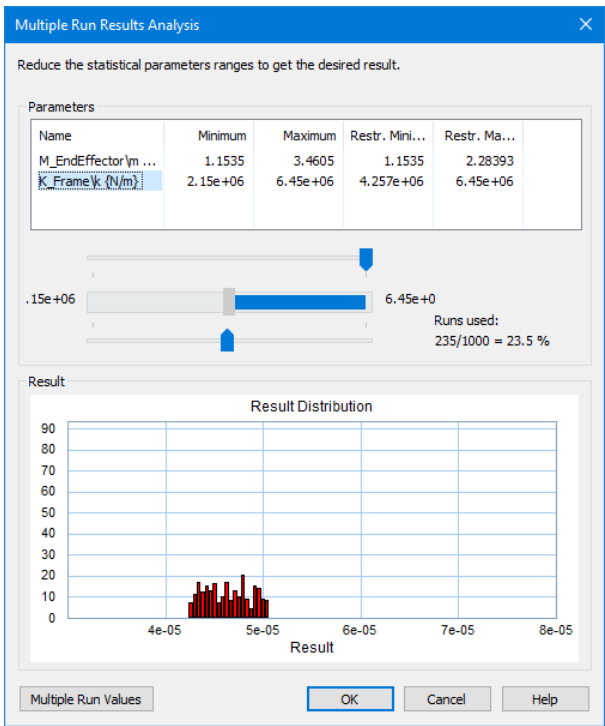 Multiple Run Results Analysis
Reduce the statistical parameters ranges to get the desired result.
Parameters
Name Minimum Maximum Restr. Mini... Restr. Ma...
M_EndEffector\m ... 1.1535 3.4605 1.1535 2.28393
K_Frame\k {N/m} 2.15e+06 6.45e+06 4.257e+06 6.45e+06
.15e+06 6.45e+0
Runs used:
235/1000 = 23.5 %
Result
Result Distribution
90
80
70
60
50
40
30
20
10
0
4e-05 5e-05 6e-05 7e-05 8e-05
Result
Multiple Run Values OK Cancel Help